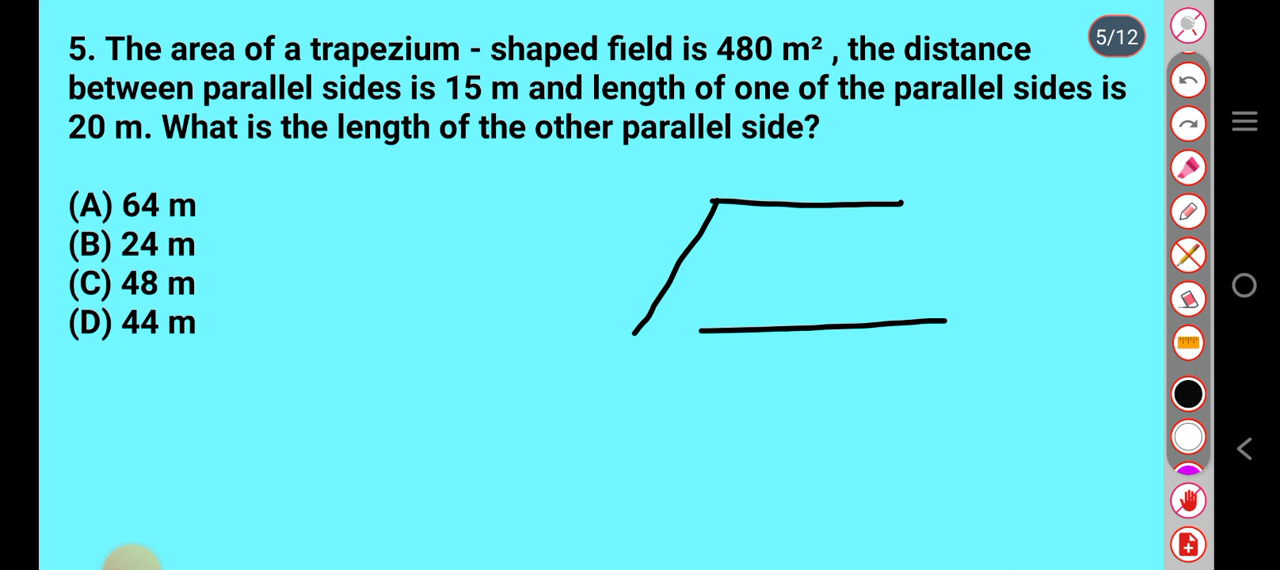 5. The area of a trapezium - shaped field is 480 m² , the distance
between parallel sides is 15 m and length of one of the parallel sides is
20 m. What is the length of the other parallel side?
5/12
(A) 64 m
(B) 24 m
(C) 48 m
(D) 44 m